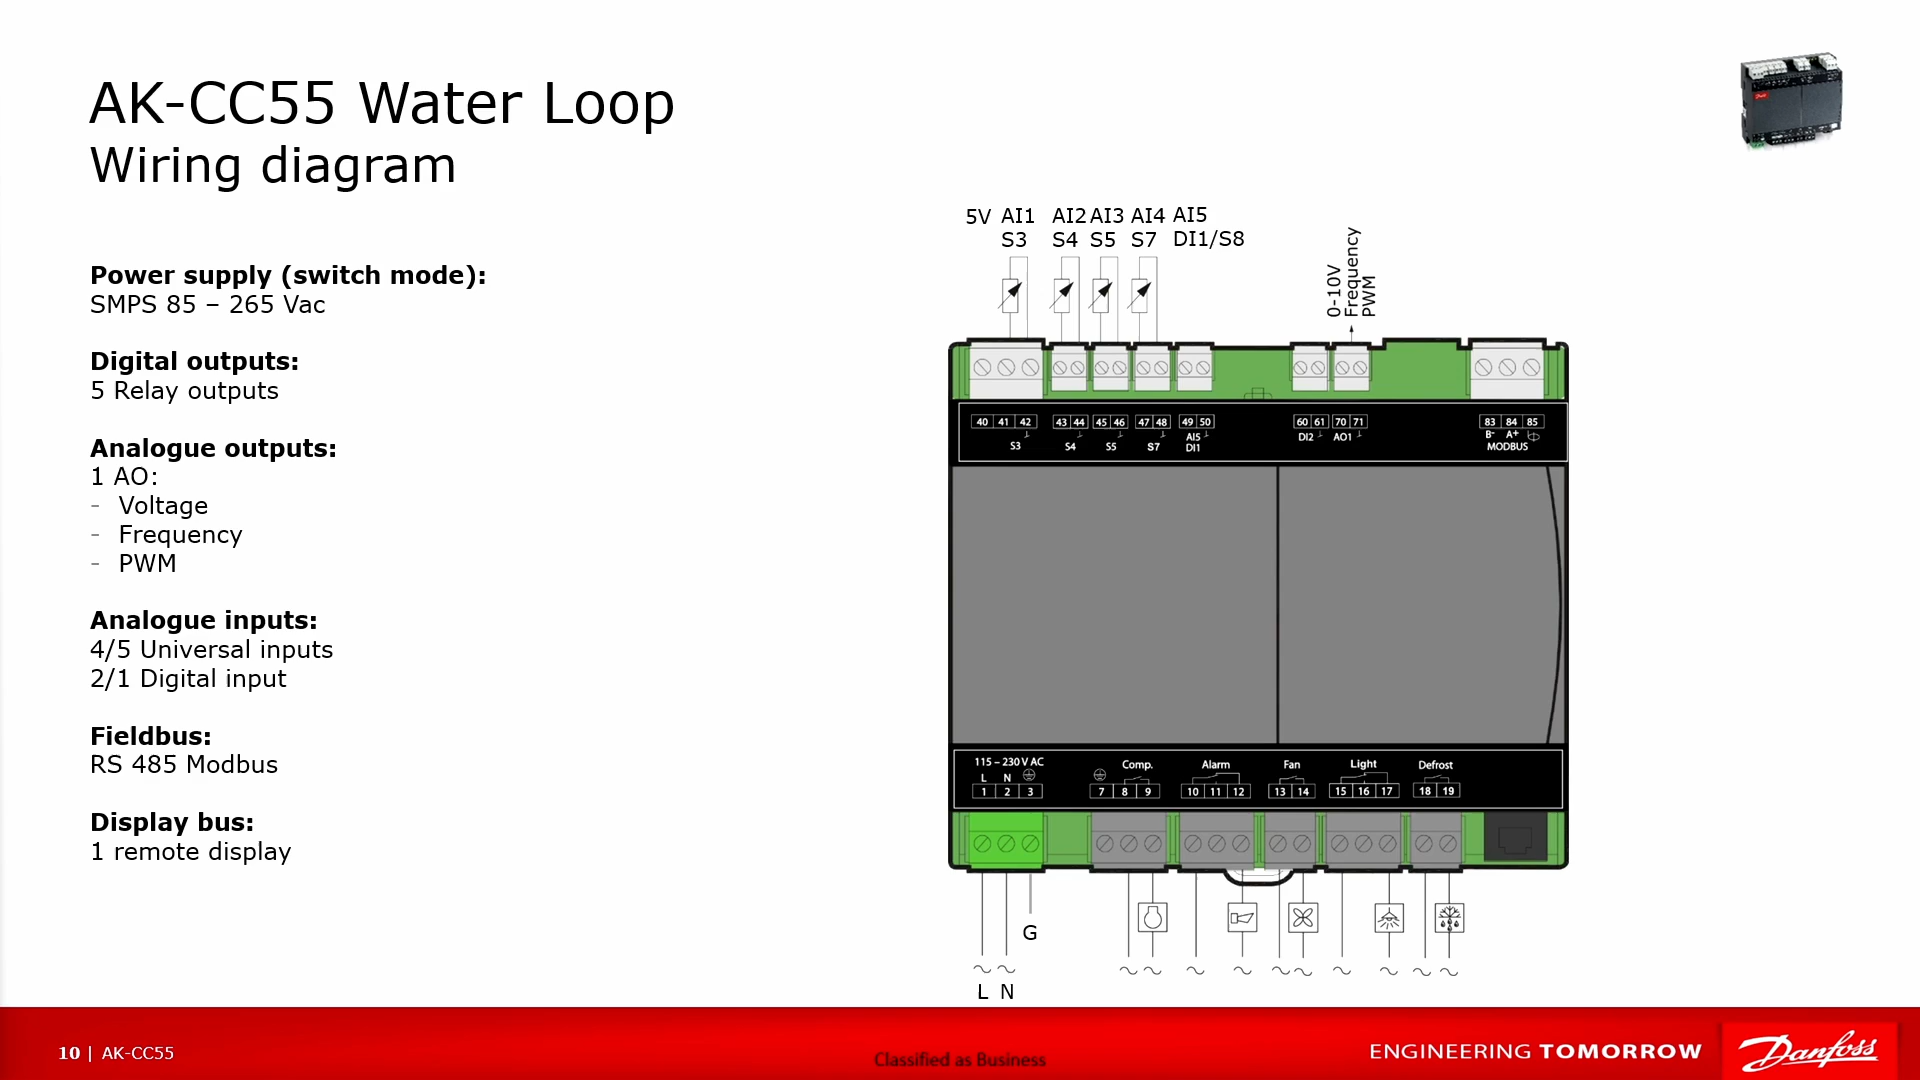 AK-CC55 Water Loop
Wiring diagram
Power supply (switch mode):
SMPS 85 – 265 Vac
Digital outputs:
5 Relay outputs
Analogue outputs:
1 AO:
- Voltage
- Frequency
- PWM
Analogue inputs:
4/5 Universal inputs
2/1 Digital input
Fieldbus:
RS 485 Modbus
Display bus:
1 remote display
5V AI1 AI2 AI3 AI4 AI5
S3 S4 S5 S7 DI1/S8
0-10V
Frequency
PWM
40 41 42 43 44 45 46 47 48 49 50 60 61 70 71 83 84 85
S3 S4 S5 S7 AI5 DI2 AO1 B- A+
DI1 MODBUS
115 – 230 V AC Comp. Alarm Fan Light Defrost
L N
1 2 3 7 8 9 10 11 12 13 14 15 16 17 18 19
G
L N
10 | AK-CC55
Classified as Business
ENGINEERING TOMORROW
Danfoss